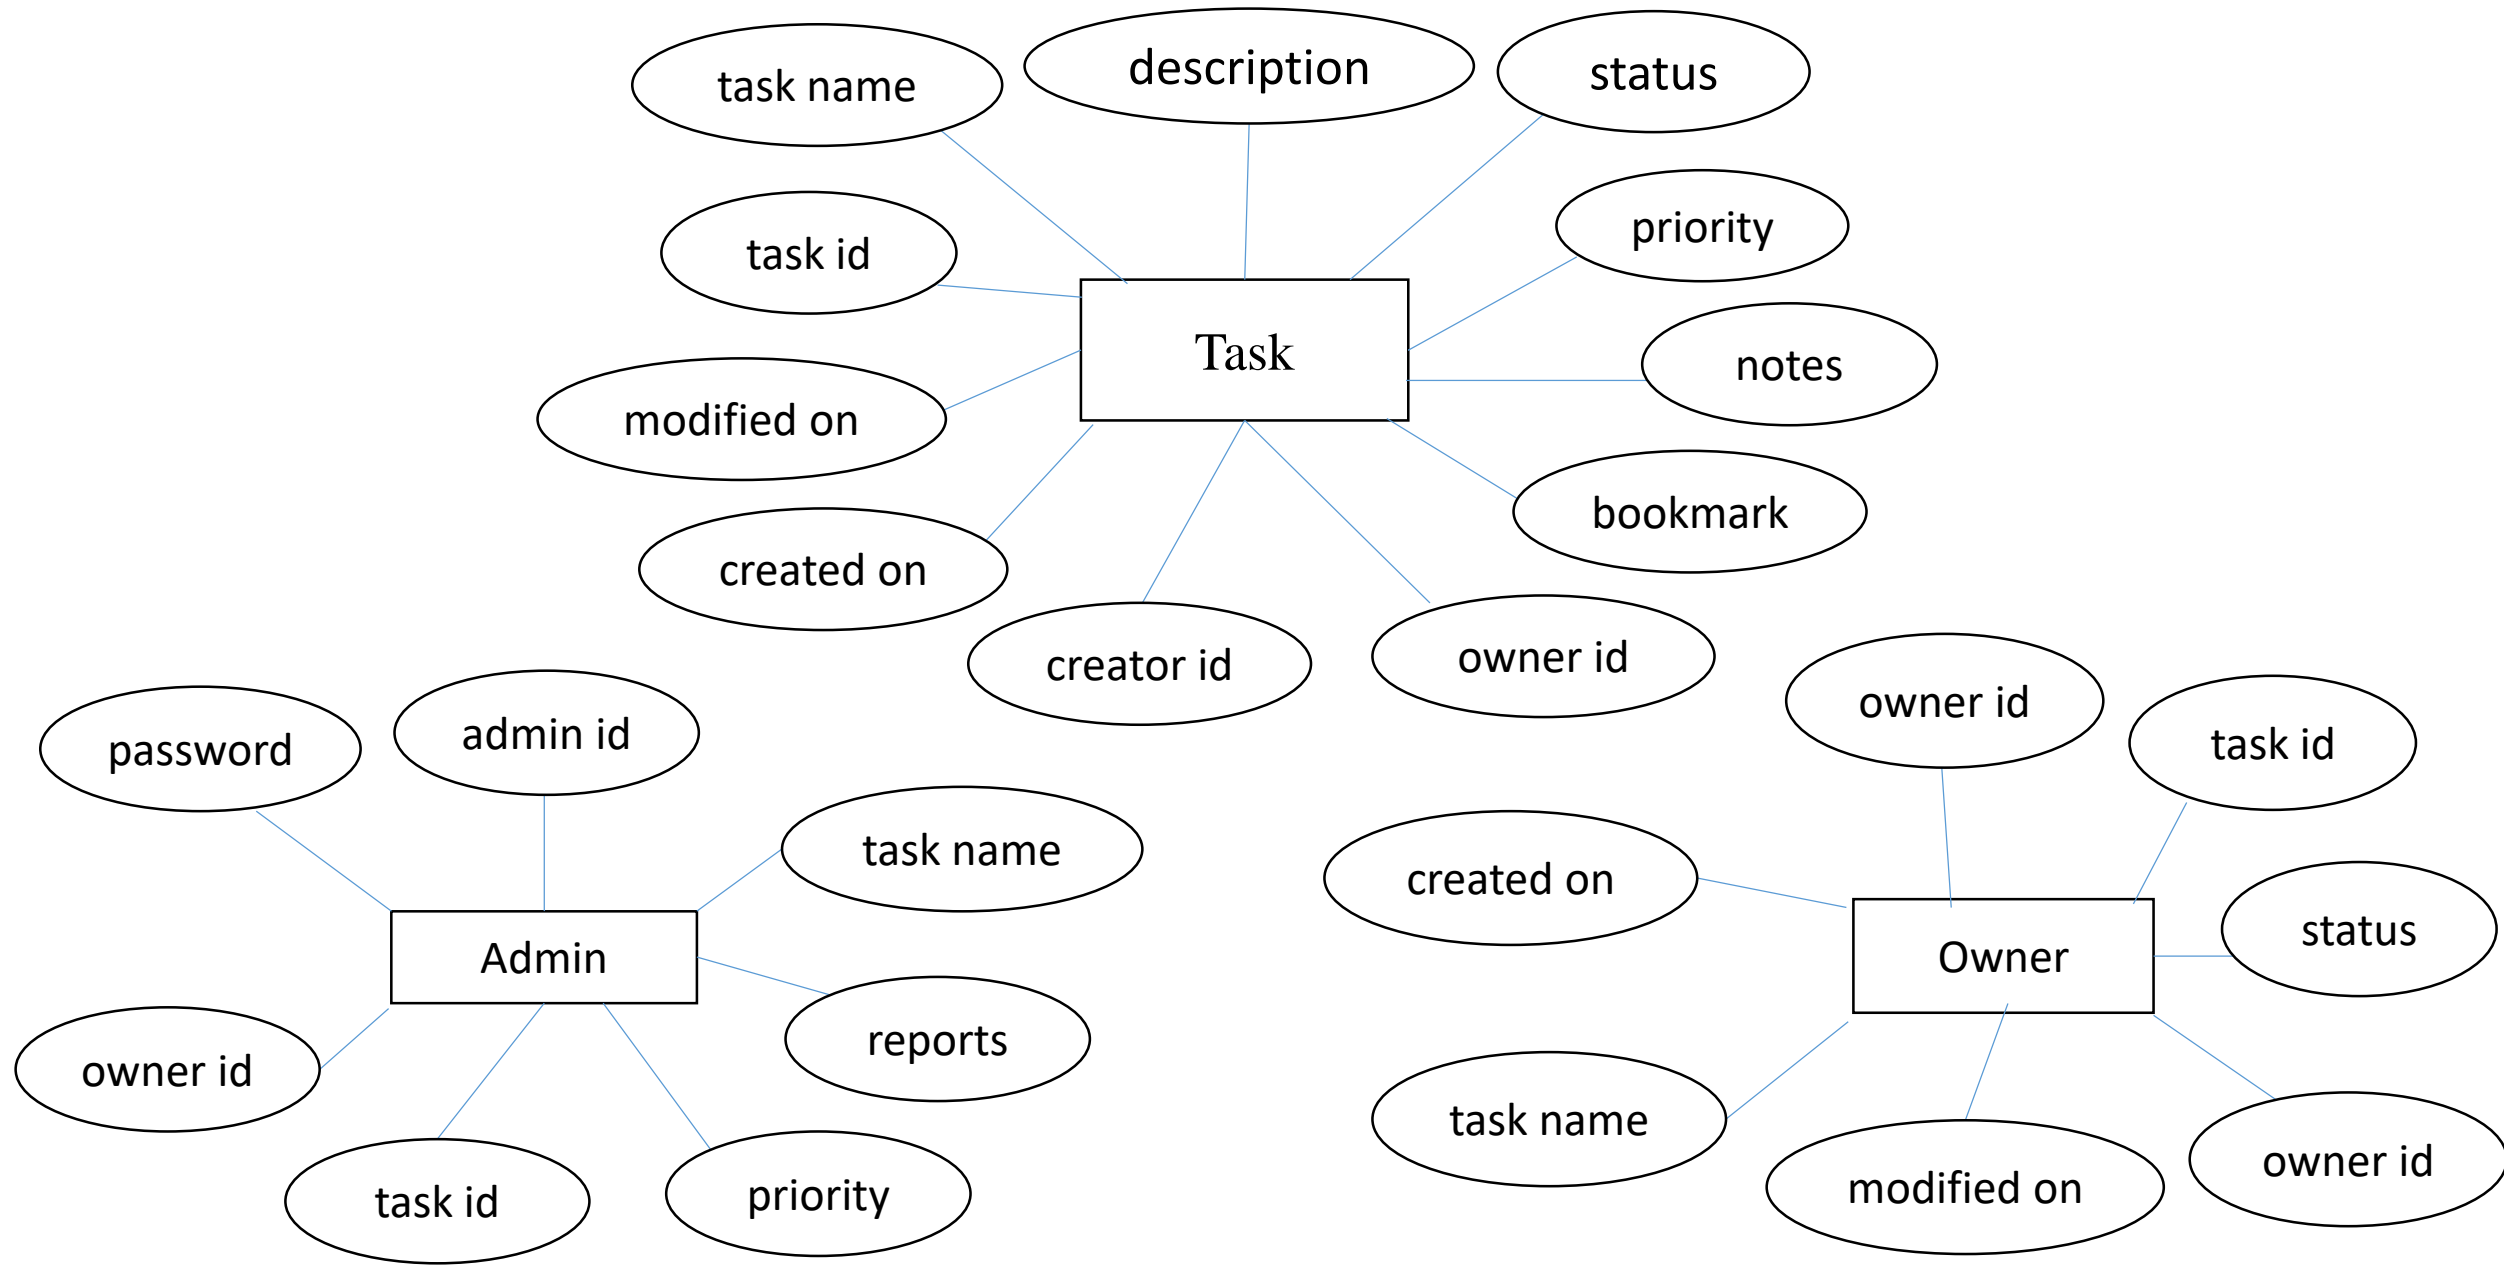 task name
description
status
task id
priority
Task
notes
modified on
bookmark
created on
creator id
owner id
password
admin id
task name
Admin
reports
owner id
task id
priority
owner id
task id
created on
status
Owner
task name
modified on
owner id